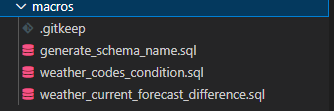 macros
.gitkeep
generate_schema_name.sql
weather_codes_condition.sql
weather_current_forecast_difference.sql